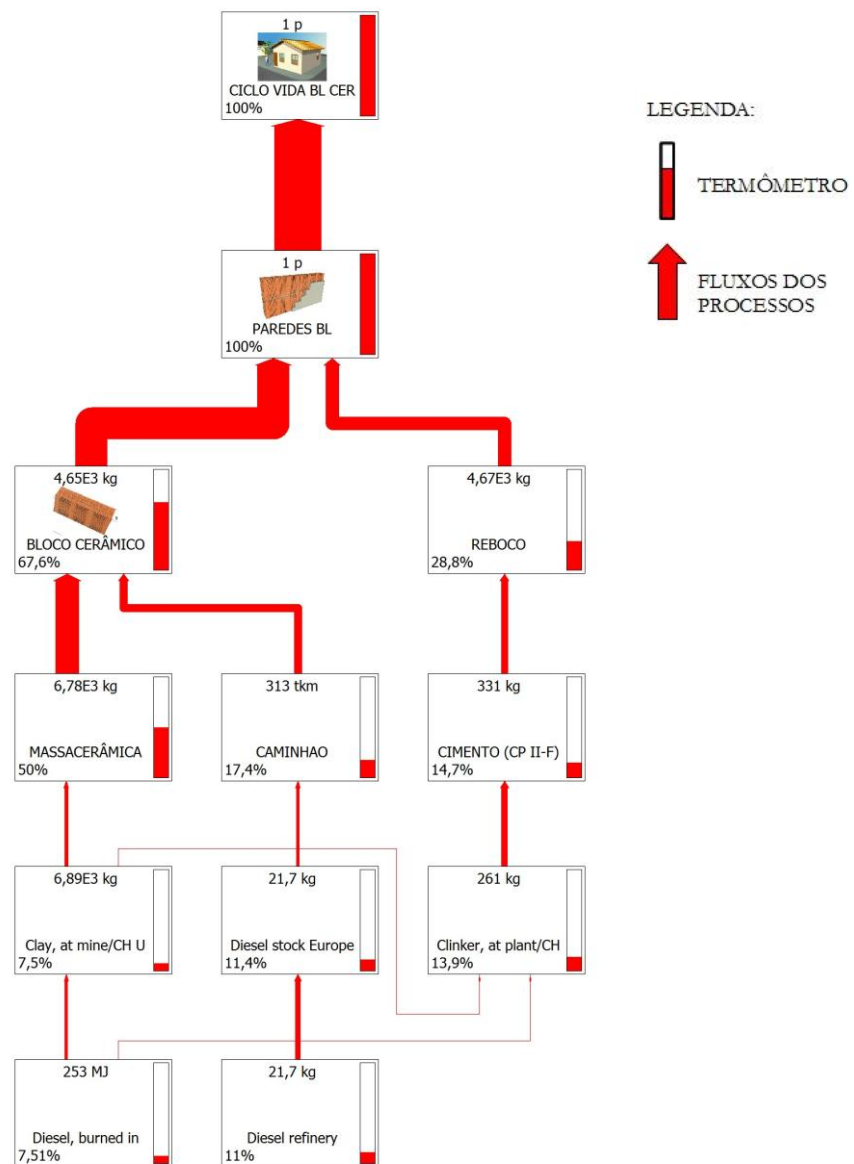 1 p
CICLO VIDA BL CER
100%
LEGENDA:
TERMÔMETRO
FLUXOS DOS
PROCESSOS
1 p
PAREDES BL
100%
4,65E3 kg
BLOCO CERÂMICO
67,6%
4,67E3 kg
REBOCO
28,8%
6,78E3 kg
MASSACERÂMICA
50%
313 tkm
CAMINHAO
17,4%
331 kg
CIMENTO (CP II-F)
14,7%
6,89E3 kg
Clay, at mine/CH U
7,5%
21,7 kg
Diesel stock Europe
11,4%
261 kg
Clinker, at plant/CH
13,9%
253 MJ
Diesel, burned in
7,51%
21,7 kg
Diesel refinery
11%